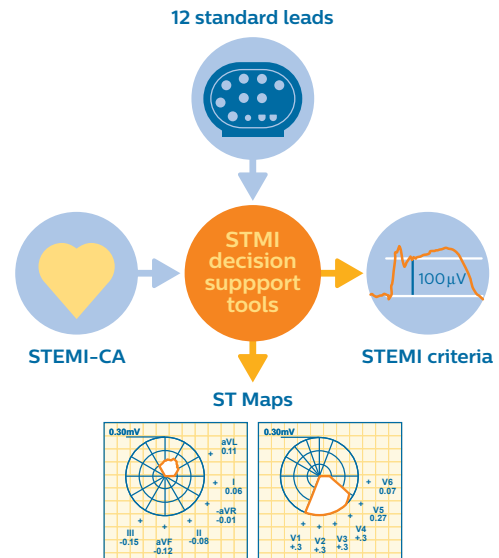 12 standard leads
STMI
decision
suppport
tools
100µV
STEMI-CA
STEMI criteria
ST Maps
0.30mV
aVL
0.11
I
0.06
-aVR
-0.01
II
-0.08
aVF
-0.12
III
-0.15
0.30mV
V6
0.07
V5
0.27
V4
+.3
V3
+.3
V2
+.3
V1
+.3